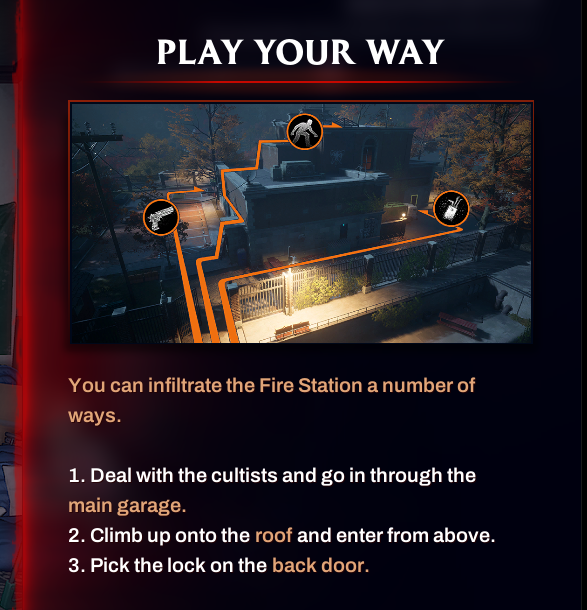 PLAY YOUR WAY
You can infiltrate the Fire Station a number of
ways.
1. Deal with the cultists and go in through the
main garage.
2. Climb up onto the roof and enter from above.
3. Pick the lock on the back door.